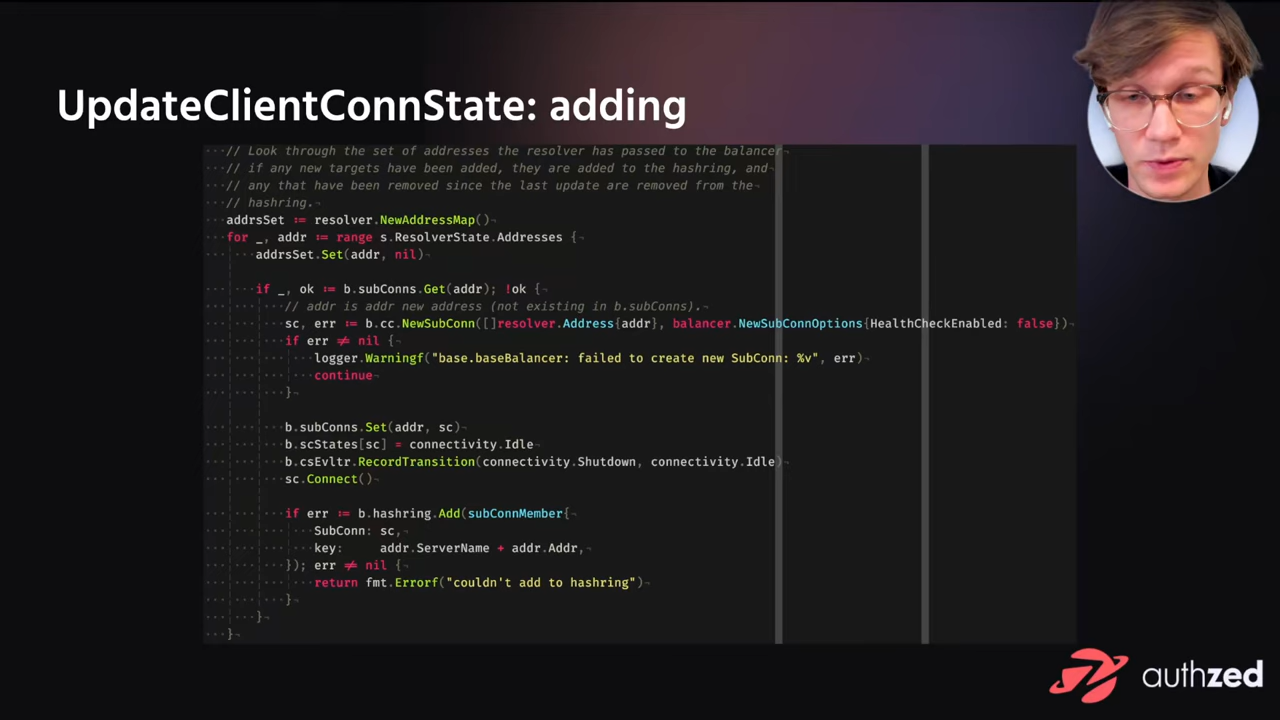 UpdateClientConnState: adding
// Look through the set of addresses the resolver has passed to the balancer
// if any new targets have been added, they are added to the hashring, and
// any that have been removed since the last update are removed from the
// hashring.
addrsSet := resolver.NewAddressMap()
for _, addr := range s.ResolverState.Addresses {
addrsSet.Set(addr, nil)
if _, ok := b.subConns.Get(addr); !ok {
// addr is addr new address (not existing in b.subConns).
sc, err := b.cc.NewSubConn([]resolver.Address{addr}, balancer.NewSubConnOptions{HealthCheckEnabled: false})
if err ≠ nil {
logger.Warningf("base.baseBalancer: failed to create new SubConn: %v", err)
continue
}
b.subConns.Set(addr, sc)
b.scStates[sc] = connectivity.Idle
b.csEvltr.RecordTransition(connectivity.Shutdown, connectivity.Idle)
sc.Connect()
if err := b.hashring.Add(subConnMember{
SubConn: sc,
key: addr.ServerName + addr.Addr,
}); err ≠ nil {
return fmt.Errorf("couldn't add to hashring")
}
}
}
authzed